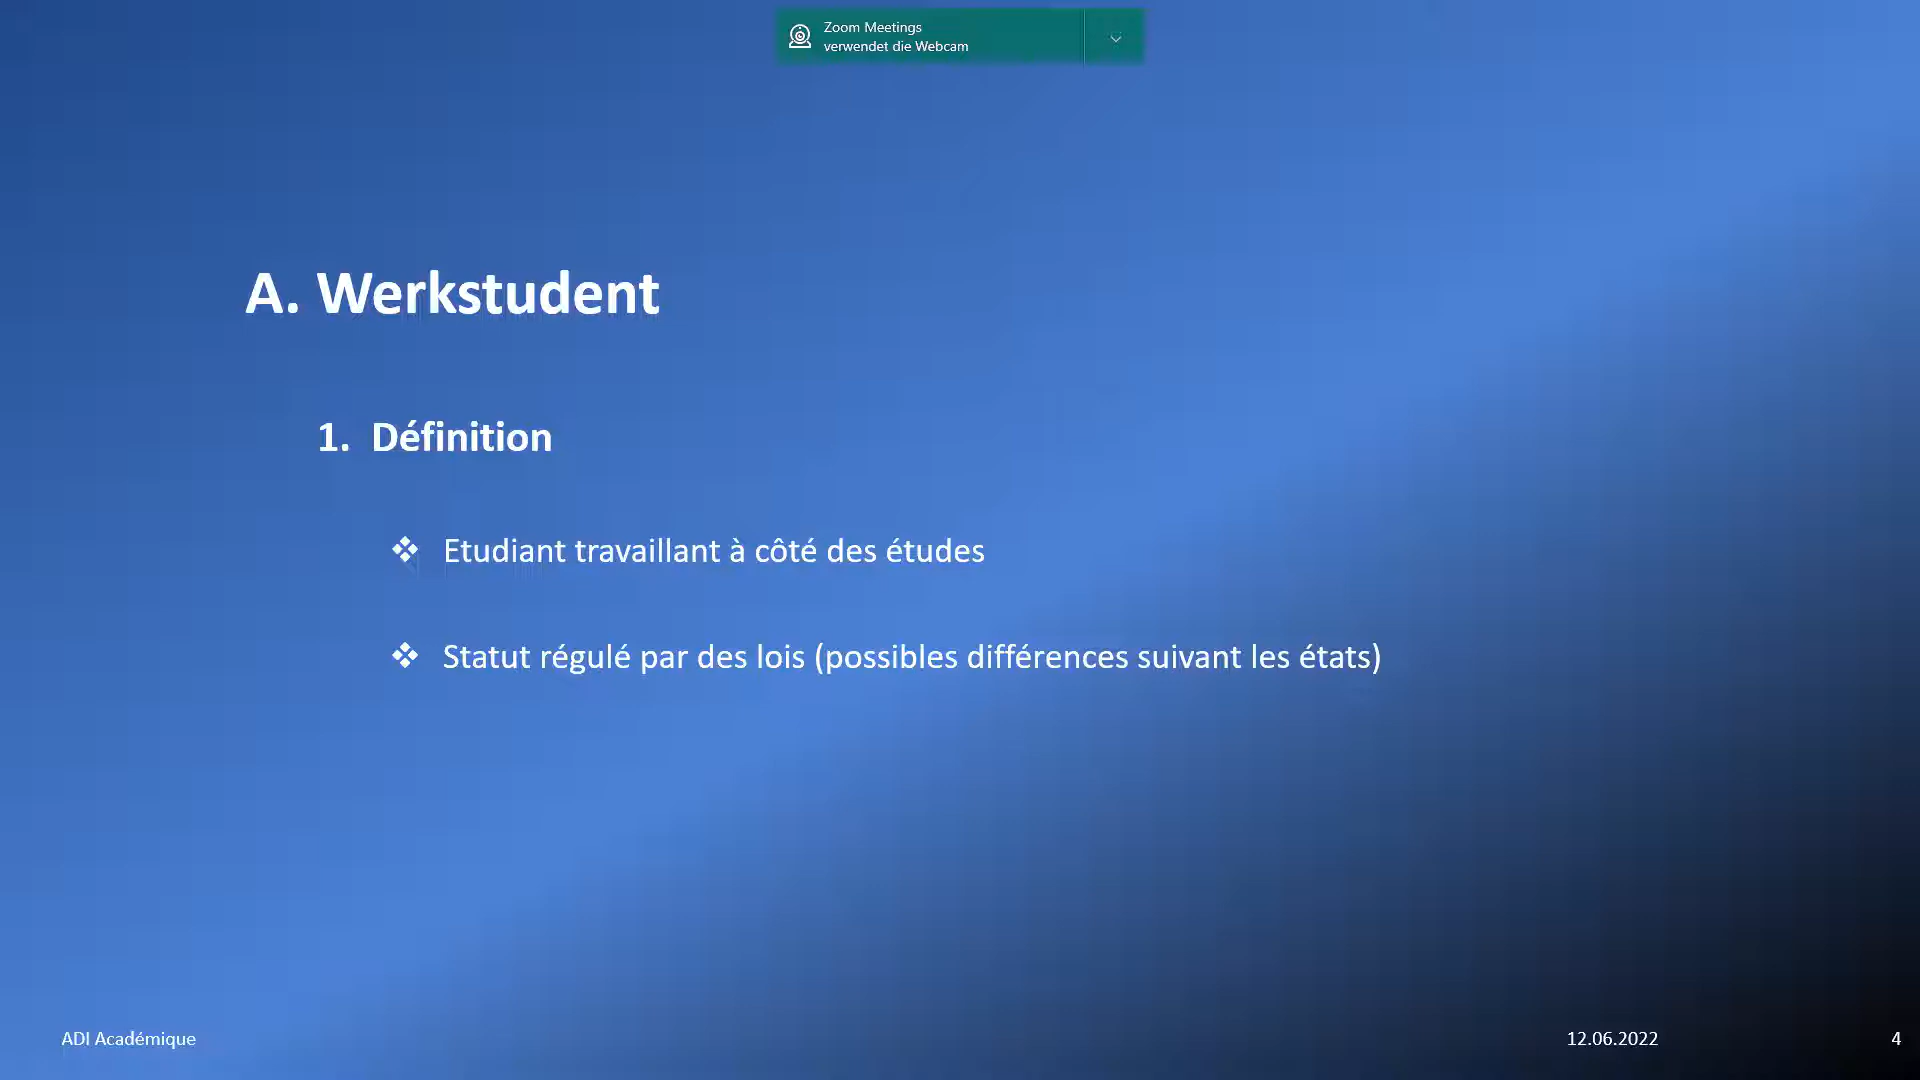 Zoom Meetings
verwendet die Webcam
A. Werkstudent
1. Définition
❖ Etudiant travaillant à côté des études
❖ Statut régulé par des lois (possibles différences suivant les états)
ADI Académique
12.06.2022
4